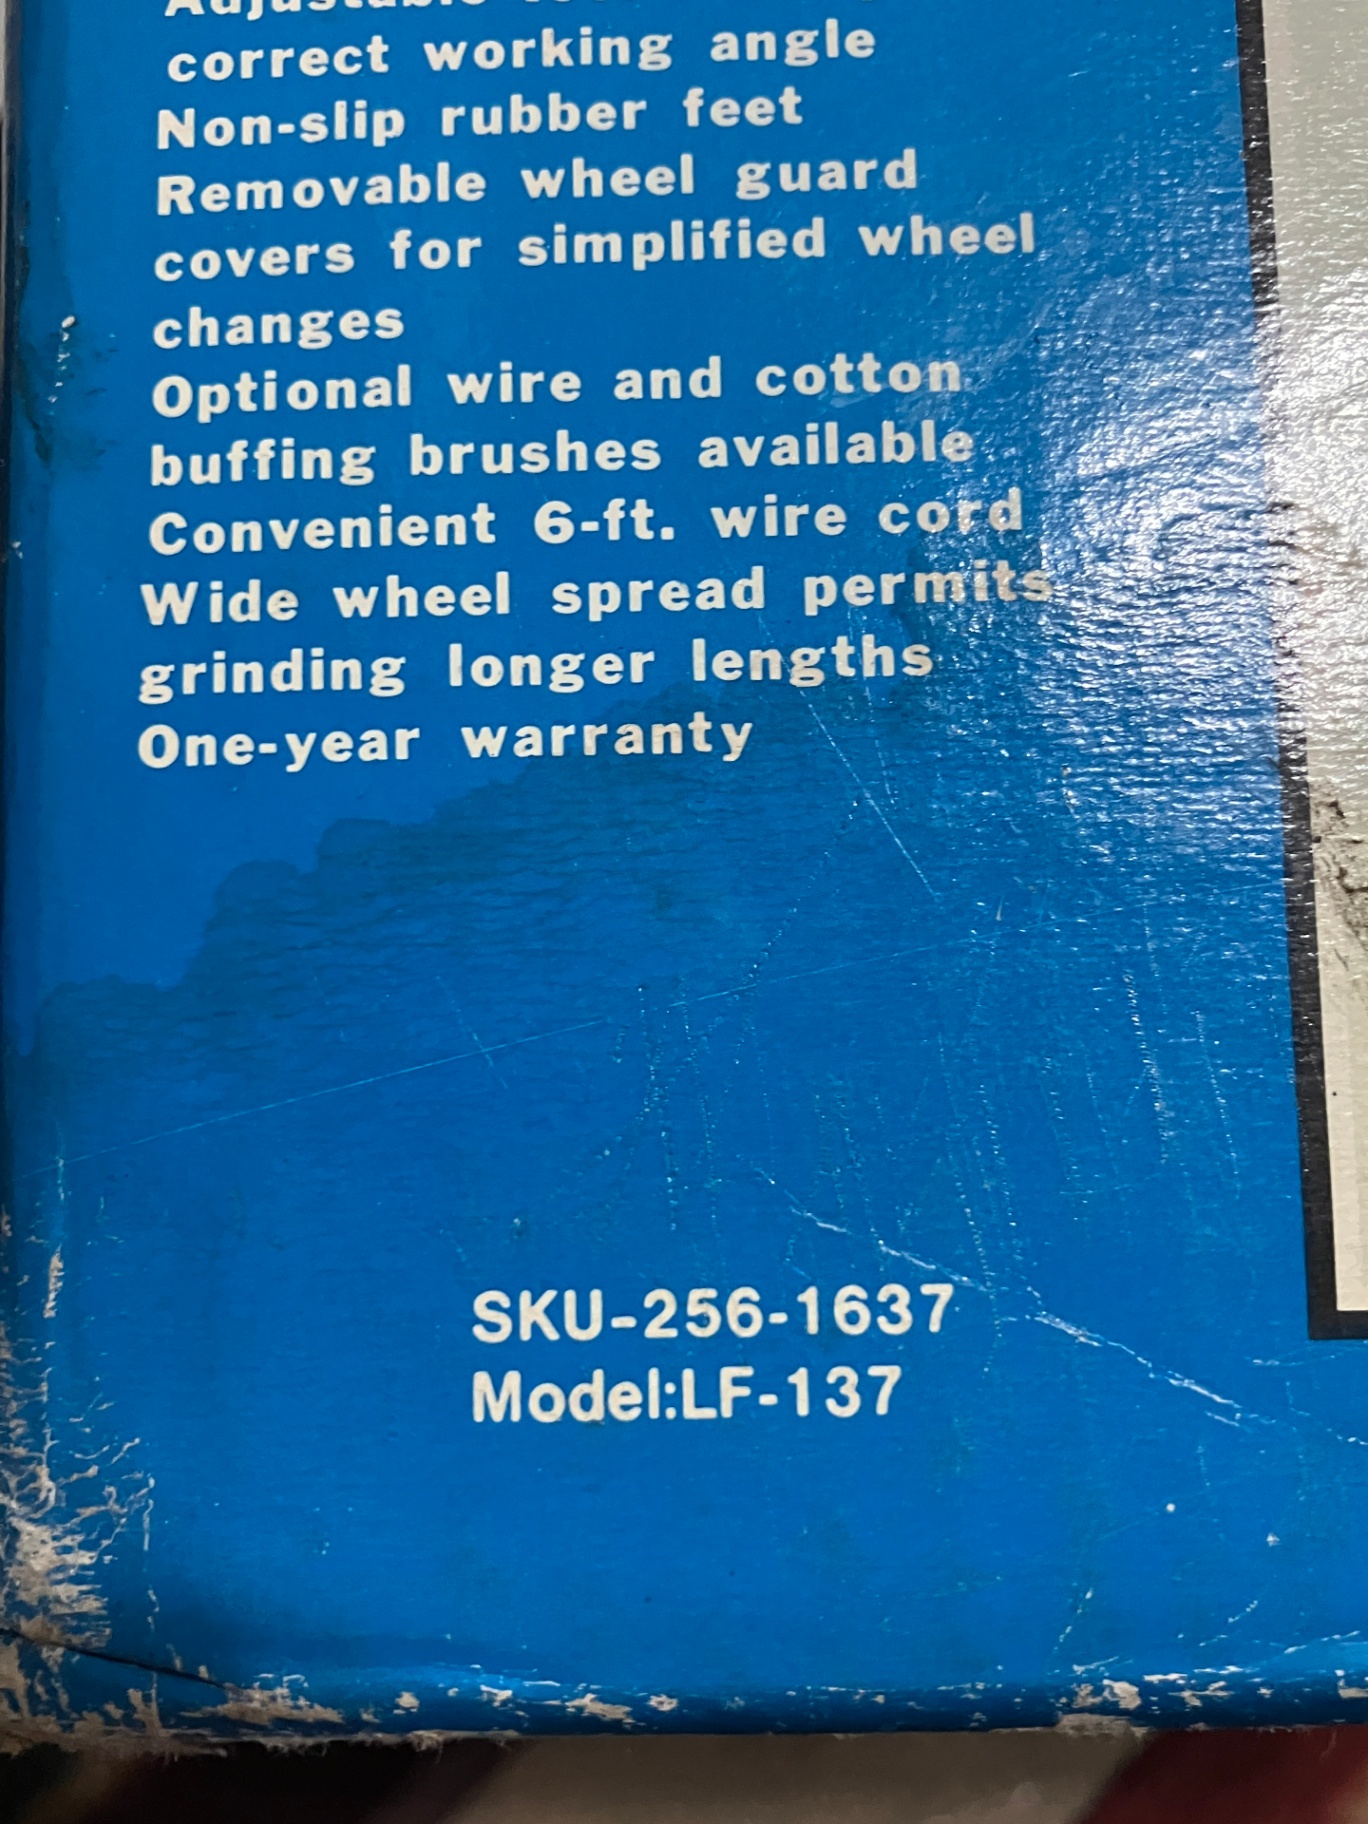 Adjustable
correct working angle
Non-slip rubber feet
Removable wheel guard
covers for simplified wheel
changes
Optional wire and cotton
buffing brushes available
Convenient 6-ft. wire cord
Wide wheel spread permits
grinding longer lengths
One-year warranty
SKU-256-1637
Model:LF-137